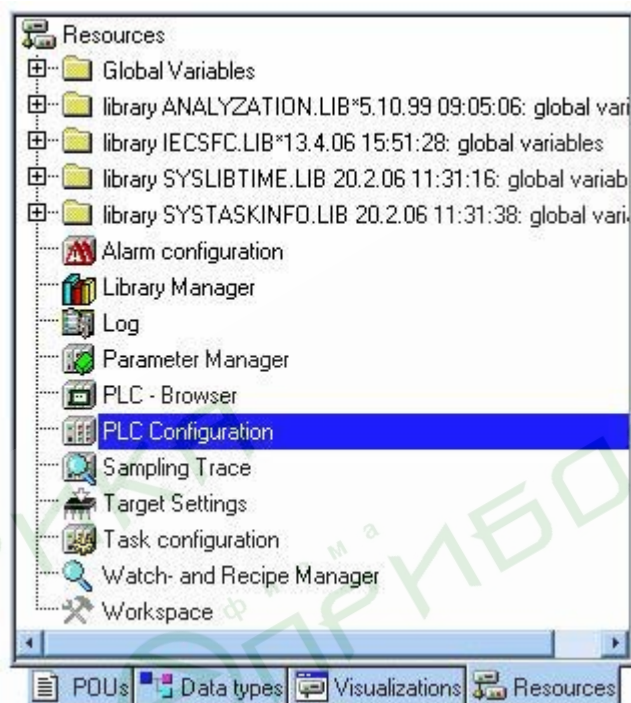 Resources
Global Variables
library ANALYZATION.LIB*5.10.99 09:05:06: global vari
library IECSFC.LIB*13.4.06 15:51:28: global variables
library SYSLIBTIME.LIB 20.2.06 11:31:16: global variab
library SYSTASKINFO.LIB 20.2.06 11:31:38: global vari
Alarm configuration
Library Manager
Log
Parameter Manager
PLC - Browser
PLC Configuration
Sampling Trace
Target Settings
Task configuration
Watch- and Recipe Manager
Workspace
POUs Data types Visualizations Resources